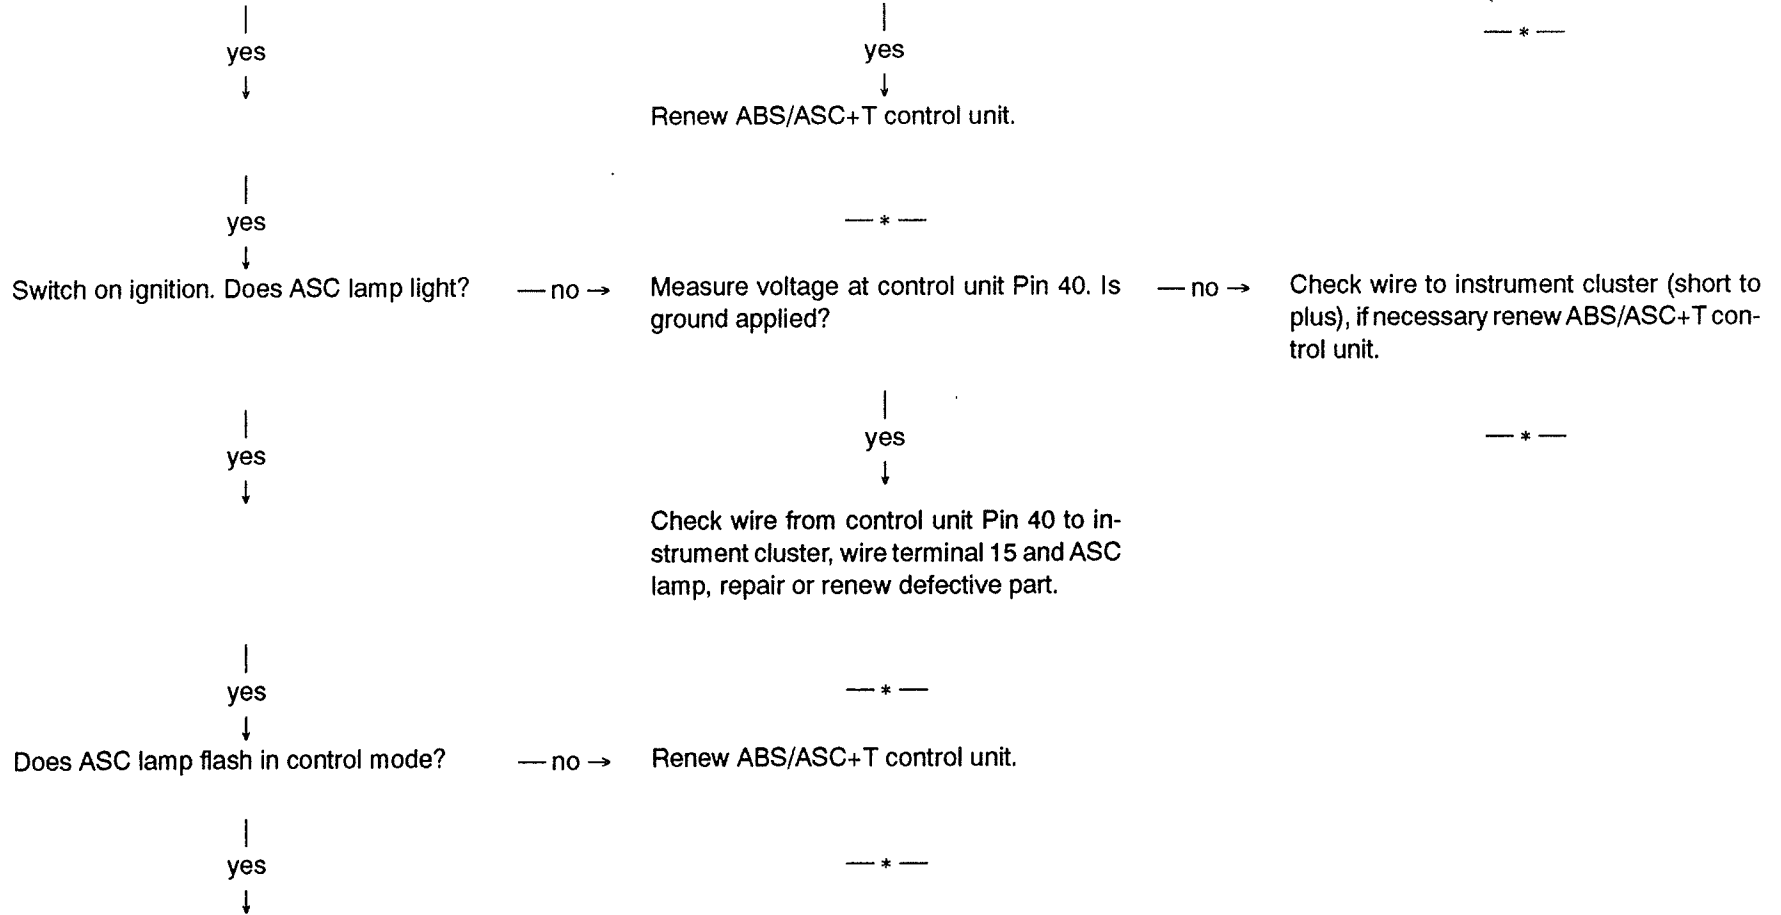 yes
yes
— * —
Renew ABS/ASC+T control unit.
yes
— * —
Switch on ignition. Does ASC lamp light?
— no →
Measure voltage at control unit Pin 40. Is
ground applied?
— no →
Check wire to instrument cluster (short to
plus), if necessary renew ABS/ASC+T con-
trol unit.
yes
yes
— * —
Check wire from control unit Pin 40 to in-
strument cluster, wire terminal 15 and ASC
lamp, repair or renew defective part.
yes
— * —
Does ASC lamp flash in control mode?
— no →
Renew ABS/ASC+T control unit.
yes
— * —